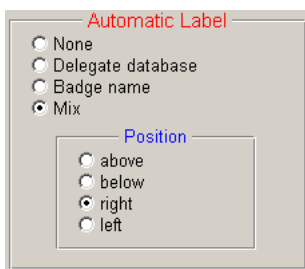 Automatic Label
None
Delegate database
Badge name
Mix
Position
above
below
right
left